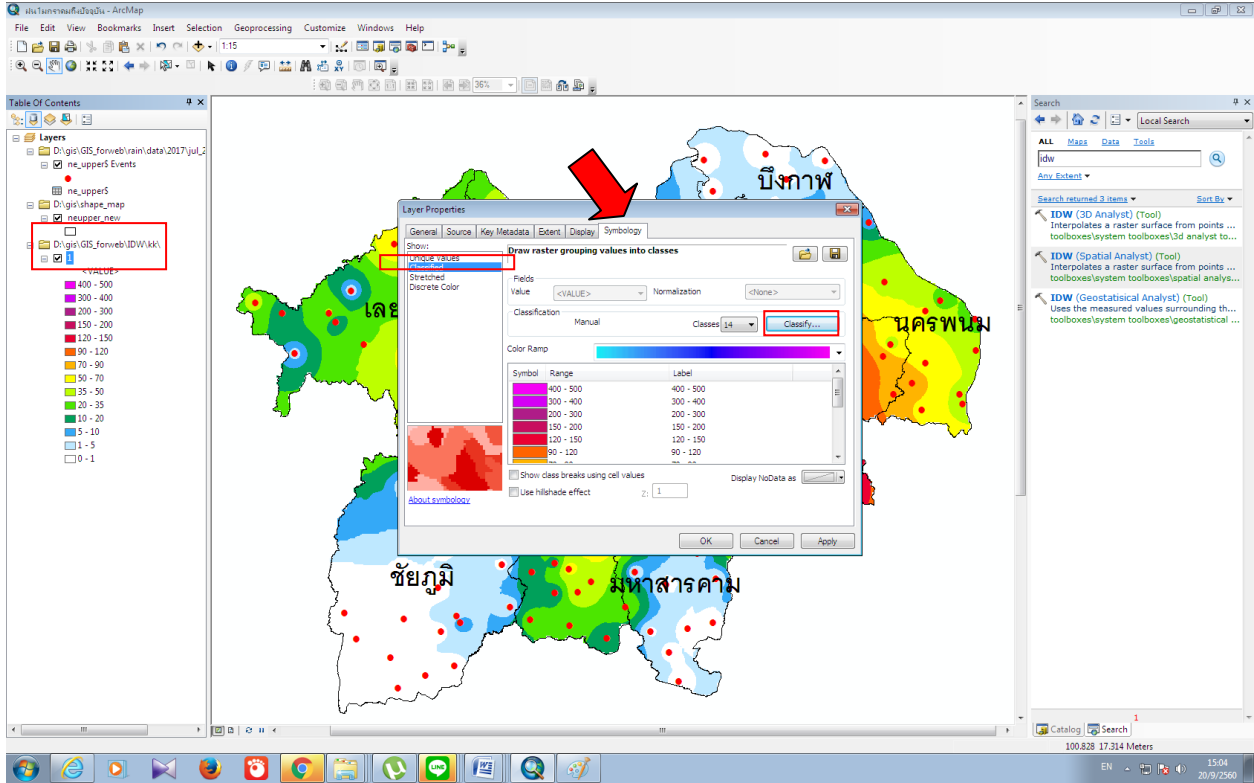 ฝนวันกราคมถึงปัจจุบัน - ArcMap
File Edit View Bookmarks Insert Selection Geoprocessing Customize Windows Help
1:15
36%
Table Of Contents
Layers
D:\gis\GIS_forweb\rain\data\2017\jul_2
ne_upper$ Events
ne_upper$
D:\gis\shape_map
neupper_new
D:\gis\GIS_forweb\IDW\kk\
1
<VALUE>
400 - 500
300 - 400
200 - 300
150 - 200
120 - 150
90 - 120
70 - 90
50 - 70
35 - 50
20 - 35
10 - 20
5 - 10
1 - 5
0 - 1
บึงกาฬ
เลย
นครพนม
ชัยภูมิ
มหาสารคาม
Layer Properties
General Source Key Metadata Extent Display Symbology
Show:
Unique Values
Classified
Stretched
Discrete Color
About symbology
Draw raster grouping values into classes
Fields
Value <VALUE> Normalization <None>
Classification
Manual Classes 14 Classify...
Color Ramp
Symbol Range Label
400 - 500 400 - 500
300 - 400 300 - 400
200 - 300 200 - 300
150 - 200 150 - 200
120 - 150 120 - 150
90 - 120 90 - 120
Show class breaks using cell values Display NoData as
Use hillshade effect Z: 1
OK Cancel Apply
Search
Local Search
ALL Maps Data Tools
idw
Any Extent
Search returned 3 items Sort By
IDW (3D Analyst) (Tool)
Interpolates a raster surface from points ...
toolboxes\system toolboxes\3d analyst to...
IDW (Spatial Analyst) (Tool)
Interpolates a raster surface from points ...
toolboxes\system toolboxes\spatial analys...
IDW (Geostatisical Analyst) (Tool)
Uses the measured values surrounding th...
toolboxes\system toolboxes\geostatistical ...
1
Catalog Search
100.828 17.314 Meters
LINE
EN
15:04
20/9/2560